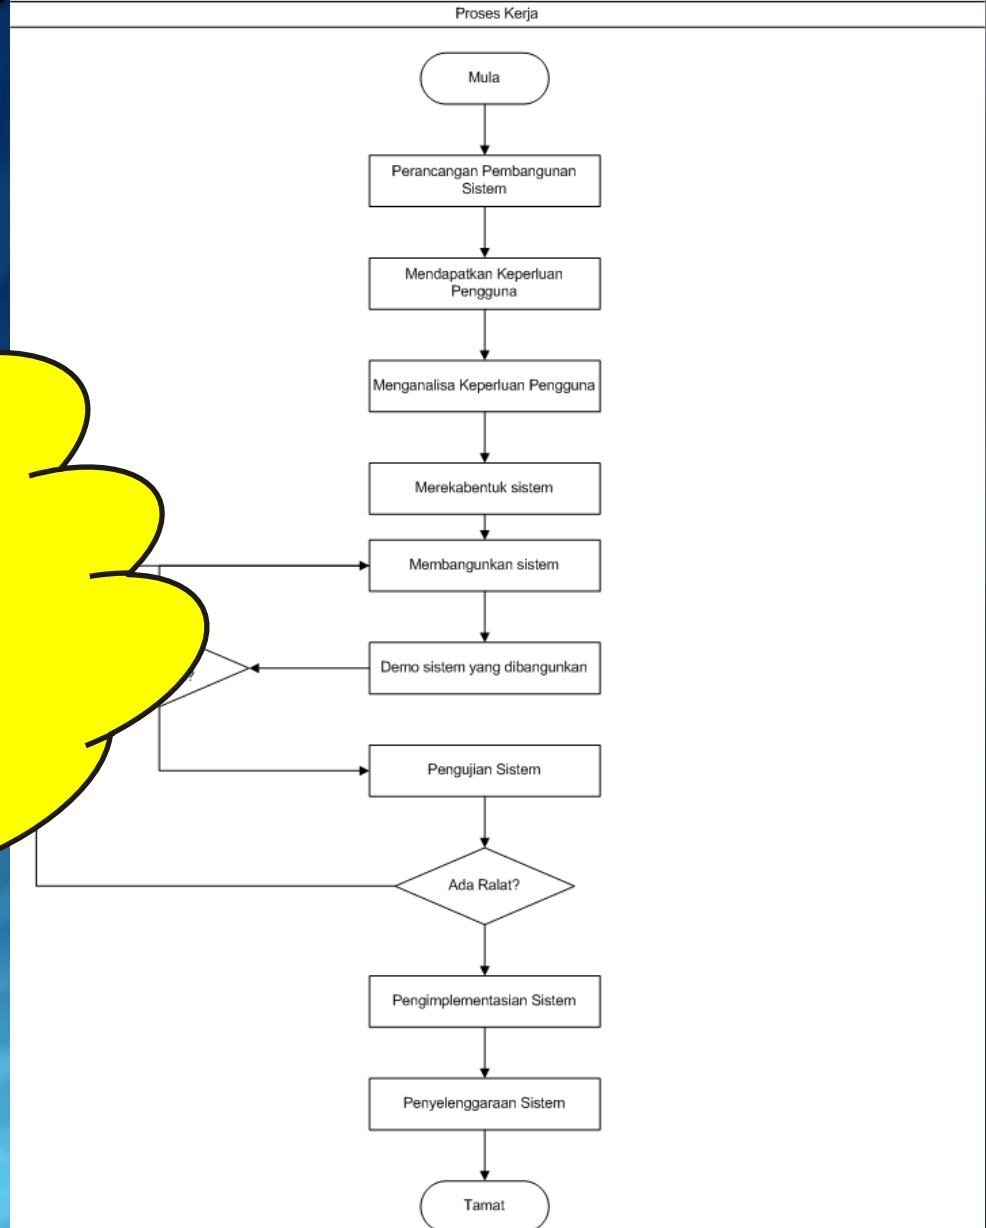 Proses Kerja
Mula
Perancangan Pembangunan
Sistem
Mendapatkan Keperluan
Pengguna
Menganalisa Keperluan Pengguna
Merekabentuk sistem
Membangunkan sistem
Demo sistem yang dibangunkan
Pengujian Sistem
Ada Ralat?
Pengimplementasian Sistem
Penyelenggaraan Sistem
Tamat